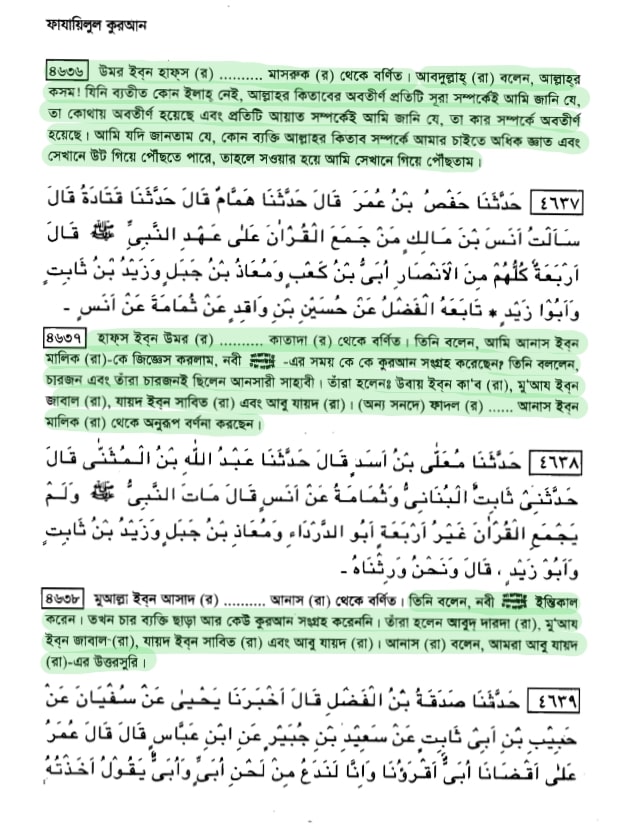 ফাযায়িলুল কুরআন
৪৬৩৬ উমর ইবন হাফস (র) .......... মাসরুক (র) থেকে বর্ণিত। আবদুল্লাহ্ (রা) বলেন, আল্লাহ্‌র
কসম! যিনি ব্যতীত কোন ইলাহ্ নেই, আল্লাহ্‌র কিতাবের অবতীর্ণ প্রতিটি সূরা সম্পর্কেই আমি জানি যে,
তা কোথায় অবতীর্ণ হয়েছে এবং প্রতিটি আয়াত সম্পর্কেই আমি জানি যে, তা কার সম্পর্কে অবতীর্ণ
হয়েছে। আমি যদি জানতাম যে, কোন ব্যক্তি আল্লাহ্‌র কিতাব সম্পর্কে আমার চাইতে অধিক জ্ঞাত এবং
সেখানে উট গিয়ে পৌঁছতে পারে, তাহলে সওয়ার হয়ে আমি সেখানে গিয়ে পৌঁছতাম।
٤٦٣٧ حَدَّثَنَا حَفْصُ بْنُ عُمَرَ قَالَ حَدَّثَنَا هَمَّامٌ قَالَ حَدَّثَنَا قَتَادَةُ قَالَ
سَأَلْتُ أَنَسَ بْنَ مَالِكٍ مَنْ جَمَعَ الْقُرْاٰنَ عَلٰى عَهْدِ النَّبِيِّ ﷺ قَالَ
أَرْبَعَةٌ كُلُّهُمْ مِنَ الْأَنْصَارِ أُبَيُّ بْنُ كَعْبٍ وَمُعَاذُ بْنُ جَبَلٍ وَزَيْدُ بْنُ ثَابِتٍ
وَأَبُوْا زَيْدٍ * تَابَعَهُ الْفَضْلُ عَنْ حُسَيْنِ بْنِ وَاقِدٍ عَنْ ثُمَامَةَ عَنْ أَنَسٍ -
৪৬৩৭ হাফস ইবন উমর (র) .......... কাতাদা (র) থেকে বর্ণিত। তিনি বলেন, আমি আনাস ইবন
মালিক (রা)-কে জিজ্ঞেস করলাম, নবী ﷺ -এর সময় কে কে কুরআন সংগ্রহ করেছেন? তিনি বললেন,
চারজন এবং তাঁরা চারজনই ছিলেন আনসারী সাহাবী। তাঁরা হলেনঃ উবায় ইবন কা'ব (রা), মু'আয ইবন
জাবাল (রা), যায়দ ইবন সাবিত (রা) এবং আবু যায়দ (রা)। (অন্য সনদে) ফাদল (র) ...... আনাস ইবন
মালিক (রা) থেকে অনুরূপ বর্ণনা করছেন।
٤٦٣٨ حَدَّثَنَا مُعَلَّى بْنُ أَسَدٍ قَالَ حَدَّثَنَا عَبْدُ اللّٰهِ بْنُ الْمُثَنّٰى قَالَ
حَدَّثَنِيْ ثَابِتٌ الْبُنَانِيُّ وَثُمَامَةُ عَنْ أَنَسٍ قَالَ مَاتَ النَّبِيُّ ﷺ وَلَمْ
يَجْمَعِ الْقُرْاٰنَ غَيْرُ أَرْبَعَةٍ أَبُو الدَّرْدَاءِ وَمُعَاذُ بْنُ جَبَلٍ وَزَيْدُ بْنُ ثَابِتٍ
وَأَبُوْ زَيْدٍ ، قَالَ وَنَحْنُ وَرِثْنَاهُ -
৪৬৩৮ মুআল্লা ইবন আসাদ (র) .......... আনাস (রা) থেকে বর্ণিত। তিনি বলেন, নবী ﷺ ইন্তিকাল
করেন। তখন চার ব্যক্তি ছাড়া আর কেউ কুরআন সংগ্রহ করেননি। তাঁরা হলেন আবুদ দারদা (রা), মু'আয
ইবন জাবাল (রা), যায়দ ইবন সাবিত (রা) এবং আবু যায়দ (রা)। আনাস (রা) বলেন, আমরা আবু যায়দ
(রা)-এর উত্তরসুরি।
٤٦٣٩ حَدَّثَنَا صَدَقَةُ بْنُ الْفَضْلِ قَالَ أَخْبَرَنَا يَحْيٰى عَنْ سُفْيَانَ عَنْ
حَبِيْبِ بْنِ أَبِيْ ثَابِتٍ عَنْ سَعِيْدِ بْنِ جُبَيْرٍ عَنِ ابْنِ عَبَّاسٍ قَالَ قَالَ عُمَرُ
عَلٰى أَقْضَانَا أُبَيٌّ أَقْرَؤُنَا وَإِنَّا لَنَدَعُ مِنْ لَحْنِ أُبَيٍّ وَأُبَيٌّ يَقُوْلُ أَخَذْتُهُ